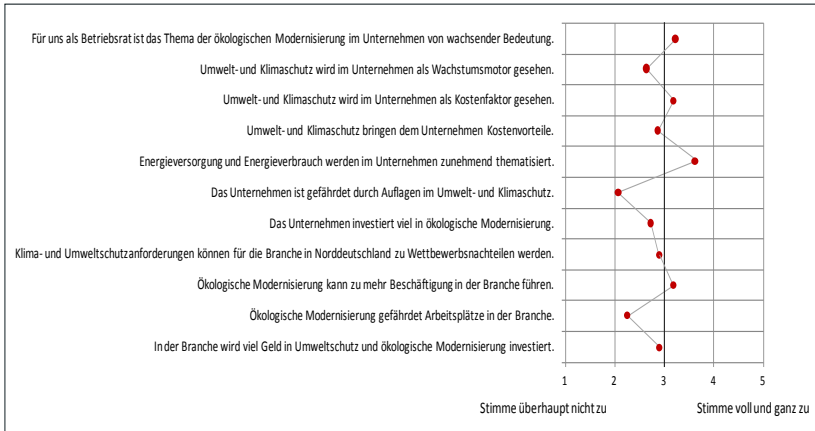 Für uns als Betriebsrat ist das Thema der ökologischen Modernisierung im Unternehmen von wachsender Bedeutung.
Umwelt- und Klimaschutz wird im Unternehmen als Wachstumsmotor gesehen.
Umwelt- und Klimaschutz wird im Unternehmen als Kostenfaktor gesehen.
Umwelt- und Klimaschutz bringen dem Unternehmen Kostenvorteile.
Energieversorgung und Energieverbrauch werden im Unternehmen zunehmend thematisiert.
Das Unternehmen ist gefährdet durch Auflagen im Umwelt- und Klimaschutz.
Das Unternehmen investiert viel in ökologische Modernisierung.
Klima- und Umweltschutzanforderungen können für die Branche in Norddeutschland zu Wettbewerbsnachteilen werden.
Ökologische Modernisierung kann zu mehr Beschäftigung in der Branche führen.
Ökologische Modernisierung gefährdet Arbeitsplätze in der Branche.
In der Branche wird viel Geld in Umweltschutz und ökologische Modernisierung investiert.
1 2 3 4 5
Stimme überhaupt nicht zu Stimme voll und ganz zu